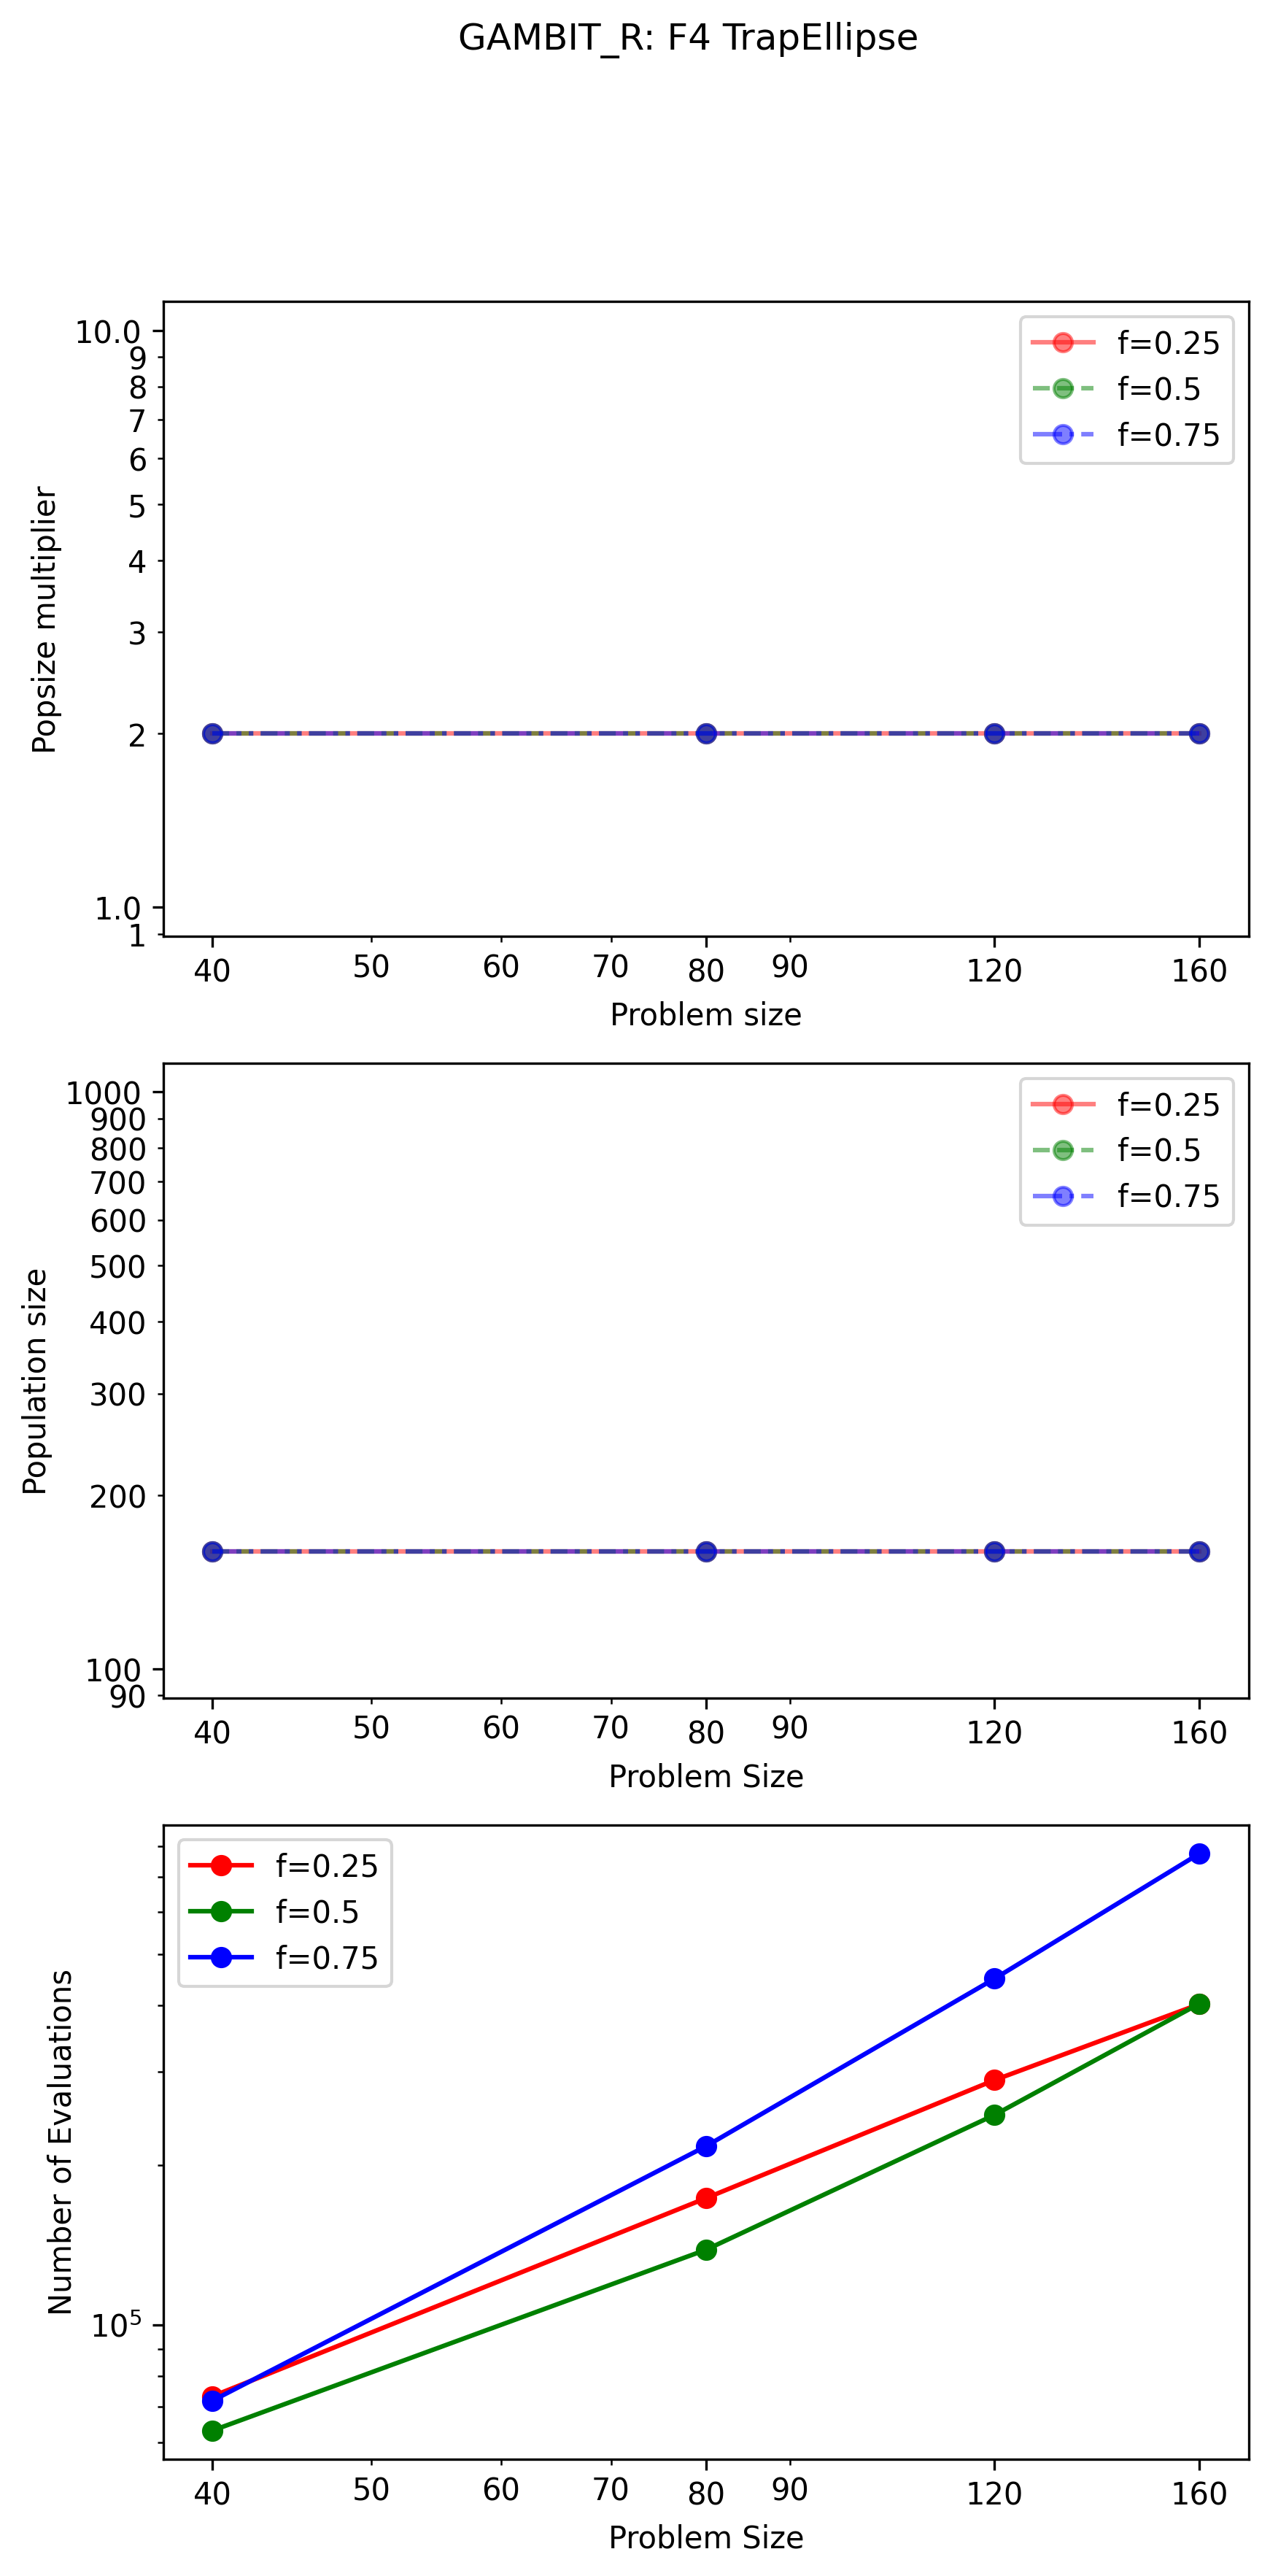 GAMBIT_R: F4 TrapEllipse
10.0
9
8
7
6
5
4
3
2
1.0
1
Popsize multiplier
f=0.25
f=0.5
f=0.75
40 50 60 70 80 90 120 160
Problem size
1000
900
800
700
600
500
400
300
200
100
90
Population size
f=0.25
f=0.5
f=0.75
40 50 60 70 80 90 120 160
Problem Size
f=0.25
f=0.5
f=0.75
Number of Evaluations
10⁵
40 50 60 70 80 90 120 160
Problem Size